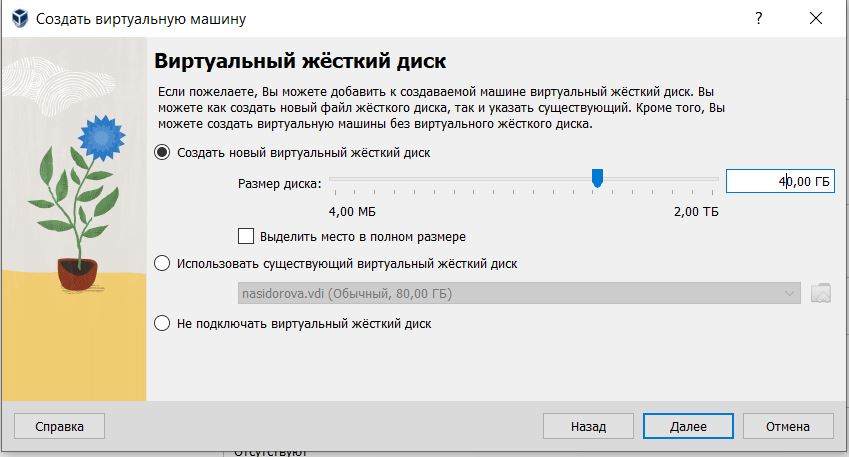 Создать виртуальную машину
Виртуальный жёсткий диск
Если пожелаете, Вы можете добавить к создаваемой машине виртуальный жёсткий диск. Вы
можете как создать новый файл жёсткого диска, так и указать существующий. Кроме того, Вы
можете создать виртуальную машины без виртуального жёсткого диска.
Создать новый виртуальный жёсткий диск
Размер диска:
40,00 ГБ
4,00 МБ
2,00 ТБ
Выделить место в полном размере
Использовать существующий виртуальный жёсткий диск
nasidorova.vdi (Обычный, 80,00 ГБ)
Не подключать виртуальный жёсткий диск
Справка
Назад
Далее
Отмена
Отсутствуют